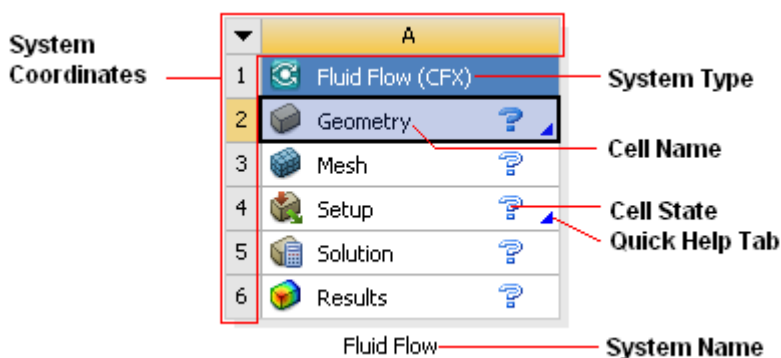 System
Coordinates
A
1 Fluid Flow (CFX)
System Type
2 Geometry ?
Cell Name
3 Mesh ?
4 Setup ?
Cell State
Quick Help Tab
5 Solution ?
6 Results ?
Fluid Flow
System Name